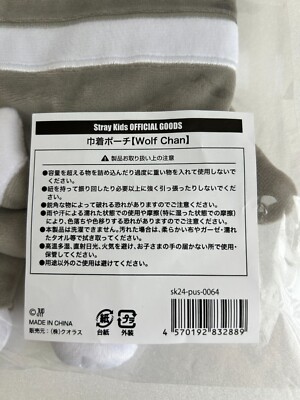 Stray Kids OFFICIAL GOODS
巾着ポーチ【Wolf Chan】
製品お取り扱い上の注意
●容量を超える物を詰め込んだり過度に重い物を入れて使用しないで
ください。
●紐を持って振り回したり必要以上に強く引っ張ったりしないでくだ
さい。
●鋭角な物によって破れる恐れがありますのでご注意ください。
●雨や汗による濡れた状態での使用や摩擦(特に湿った状態での摩擦)
により、色落ちや色移りする恐れがありますのでご注意ください。
●本製品は洗濯できません。汚れた場合は、柔らかい布やガーゼ・濡れ
たタオル等で拭き取ってください。
●高温多湿、直射日光、火気を避け、お子さまの手の届かない所で使用・
保管してください。
●用途以外のご使用は避けてください。
MADE IN CHINA
販売元:(株)クオラス
紙
台紙
プラ
外装
sk24-pus-0064
4 570192 832889